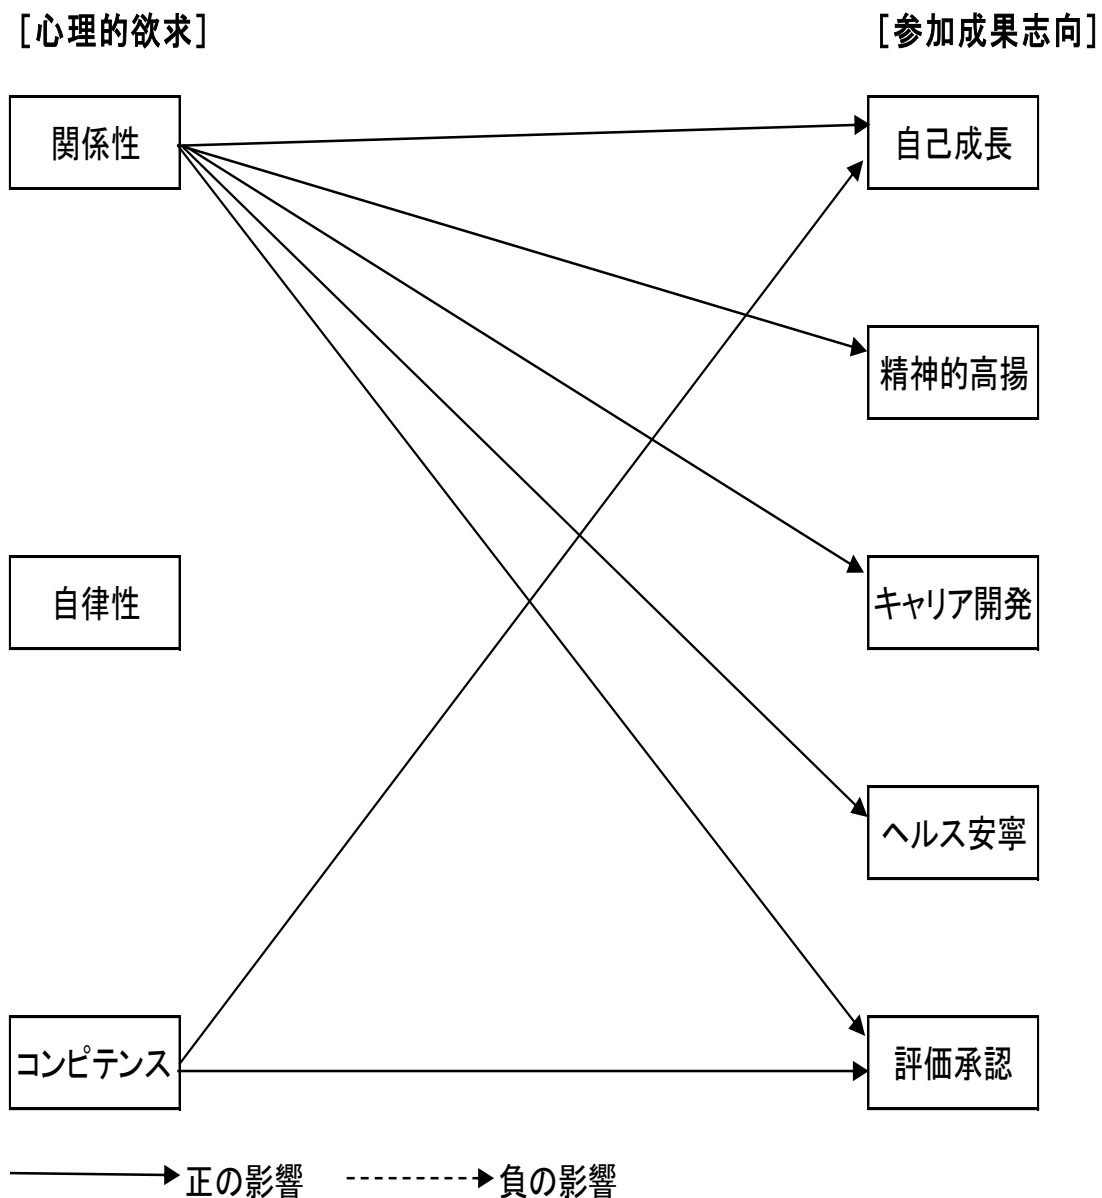 ［心理的欲求］
［参加成果志向］
関係性
自己成長
精神的高揚
自律性
キャリア開発
ヘルス安寧
コンピテンス
評価承認
正の影響
負の影響